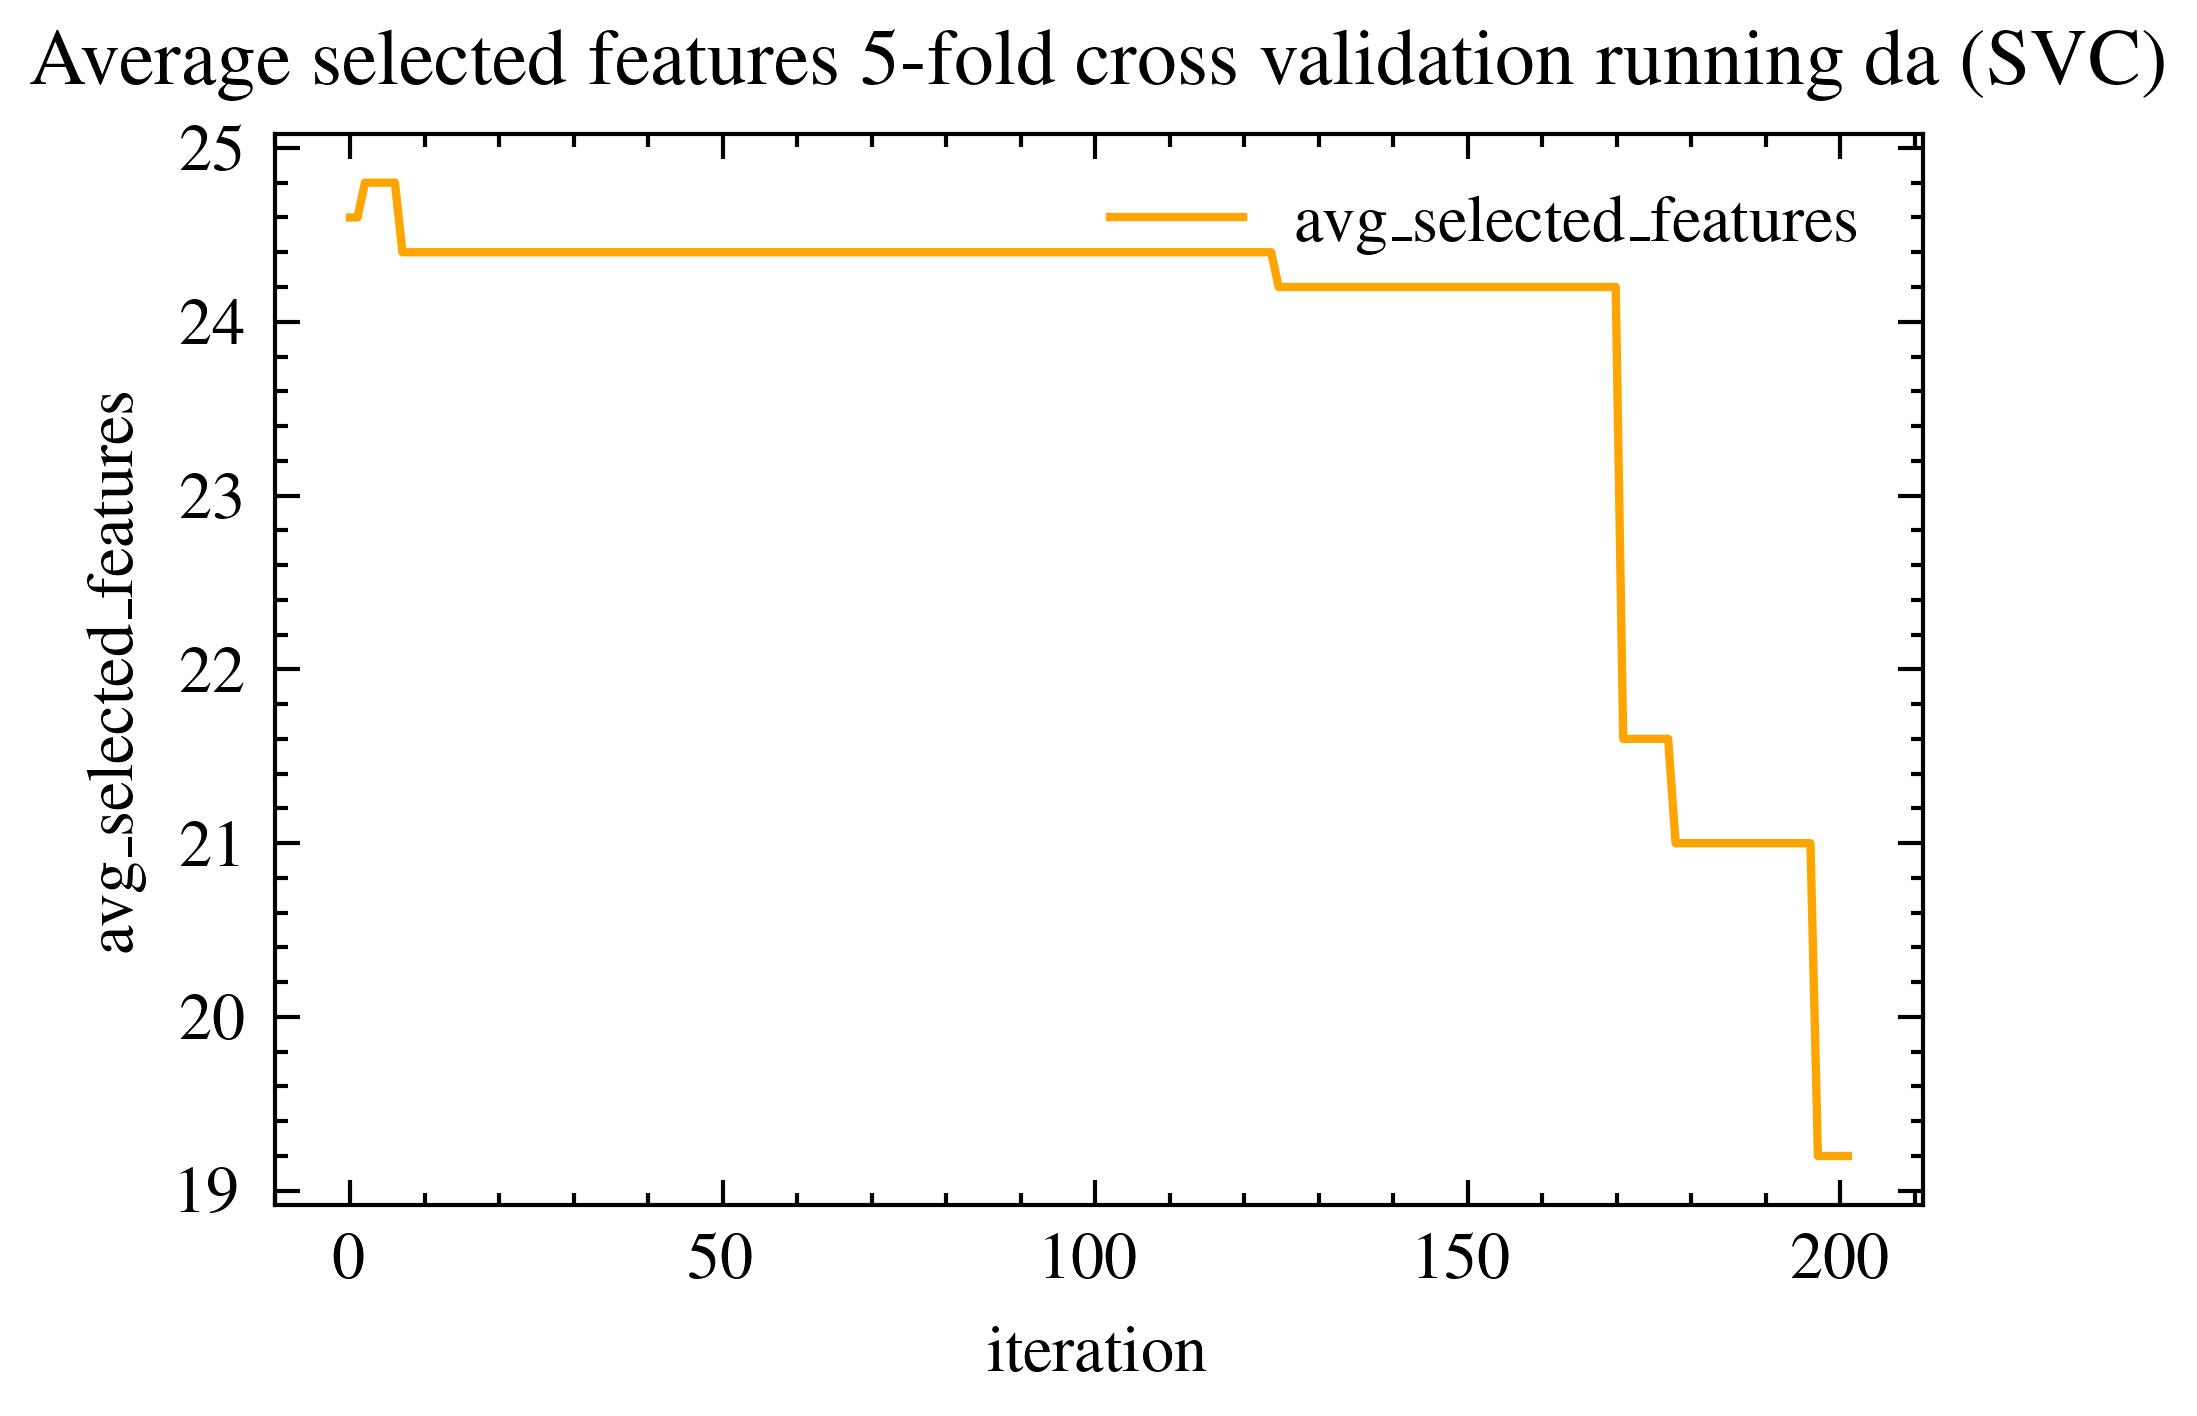 Average selected features 5-fold cross validation running da (SVC)
25
24
23
22
21
20
19
avg_selected_features
avg_selected_features
0 50 100 150 200
iteration